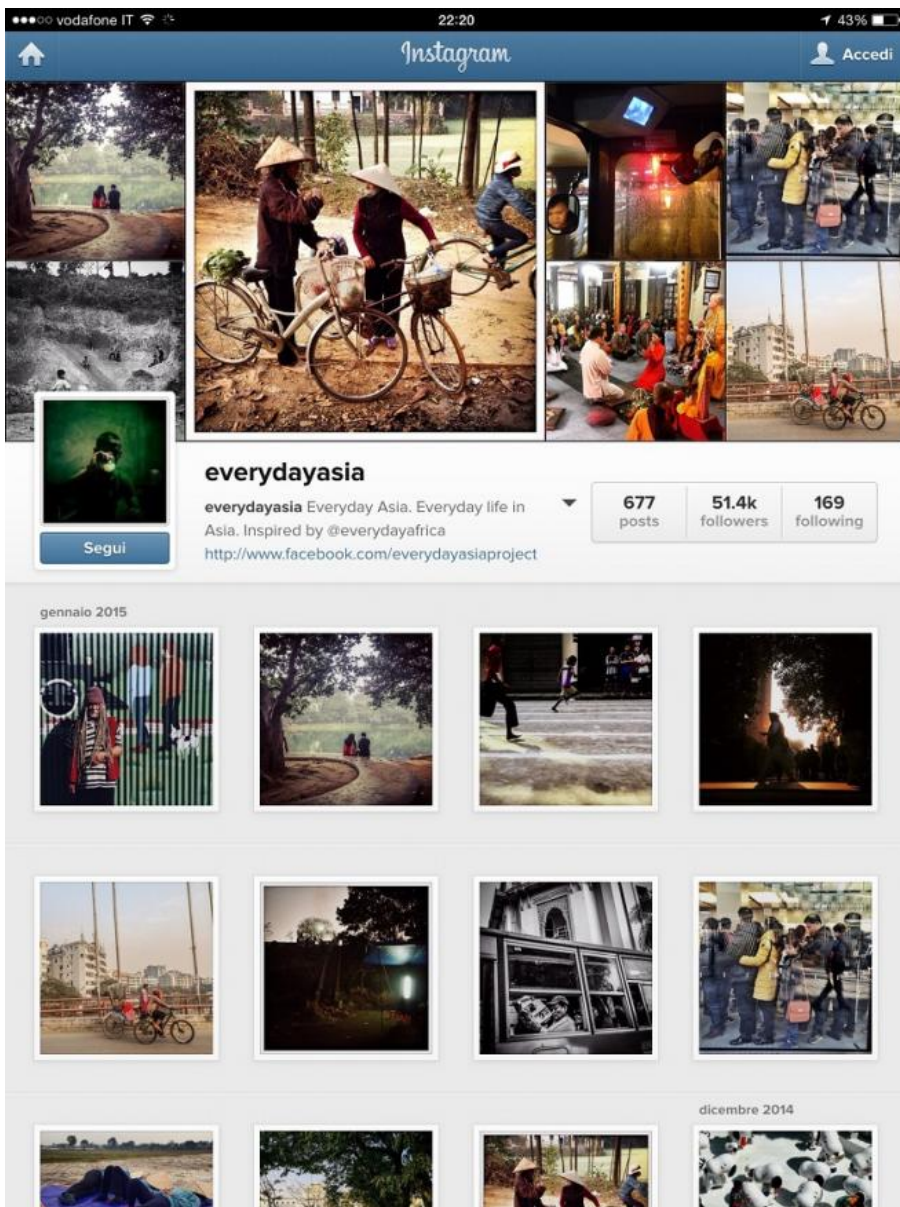 vodafone IT 22:20 43%
Instagram Accedi
everydayasia
everydayasia Everyday Asia. Everyday life in
Asia. Inspired by @everydayafrica
http://www.facebook.com/everydayasiaproject
677 posts
51.4k followers
169 following
Segui
gennaio 2015
dicembre 2014